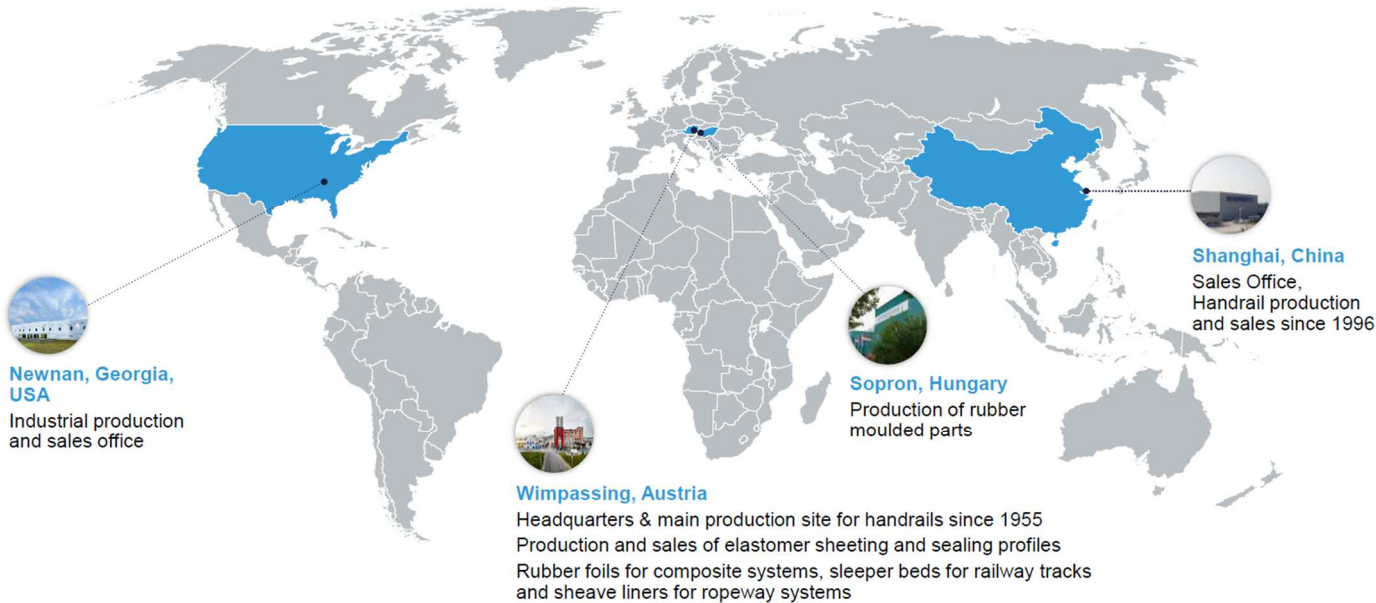 Newnan, Georgia,
USA
Industrial production
and sales office
Wimpassing, Austria
Headquarters & main production site for handrails since 1955
Production and sales of elastomer sheeting and sealing profiles
Rubber foils for composite systems, sleeper beds for railway tracks
and sheave liners for ropeway systems
Sopron, Hungary
Production of rubber
moulded parts
Shanghai, China
Sales Office,
Handrail production
and sales since 1996